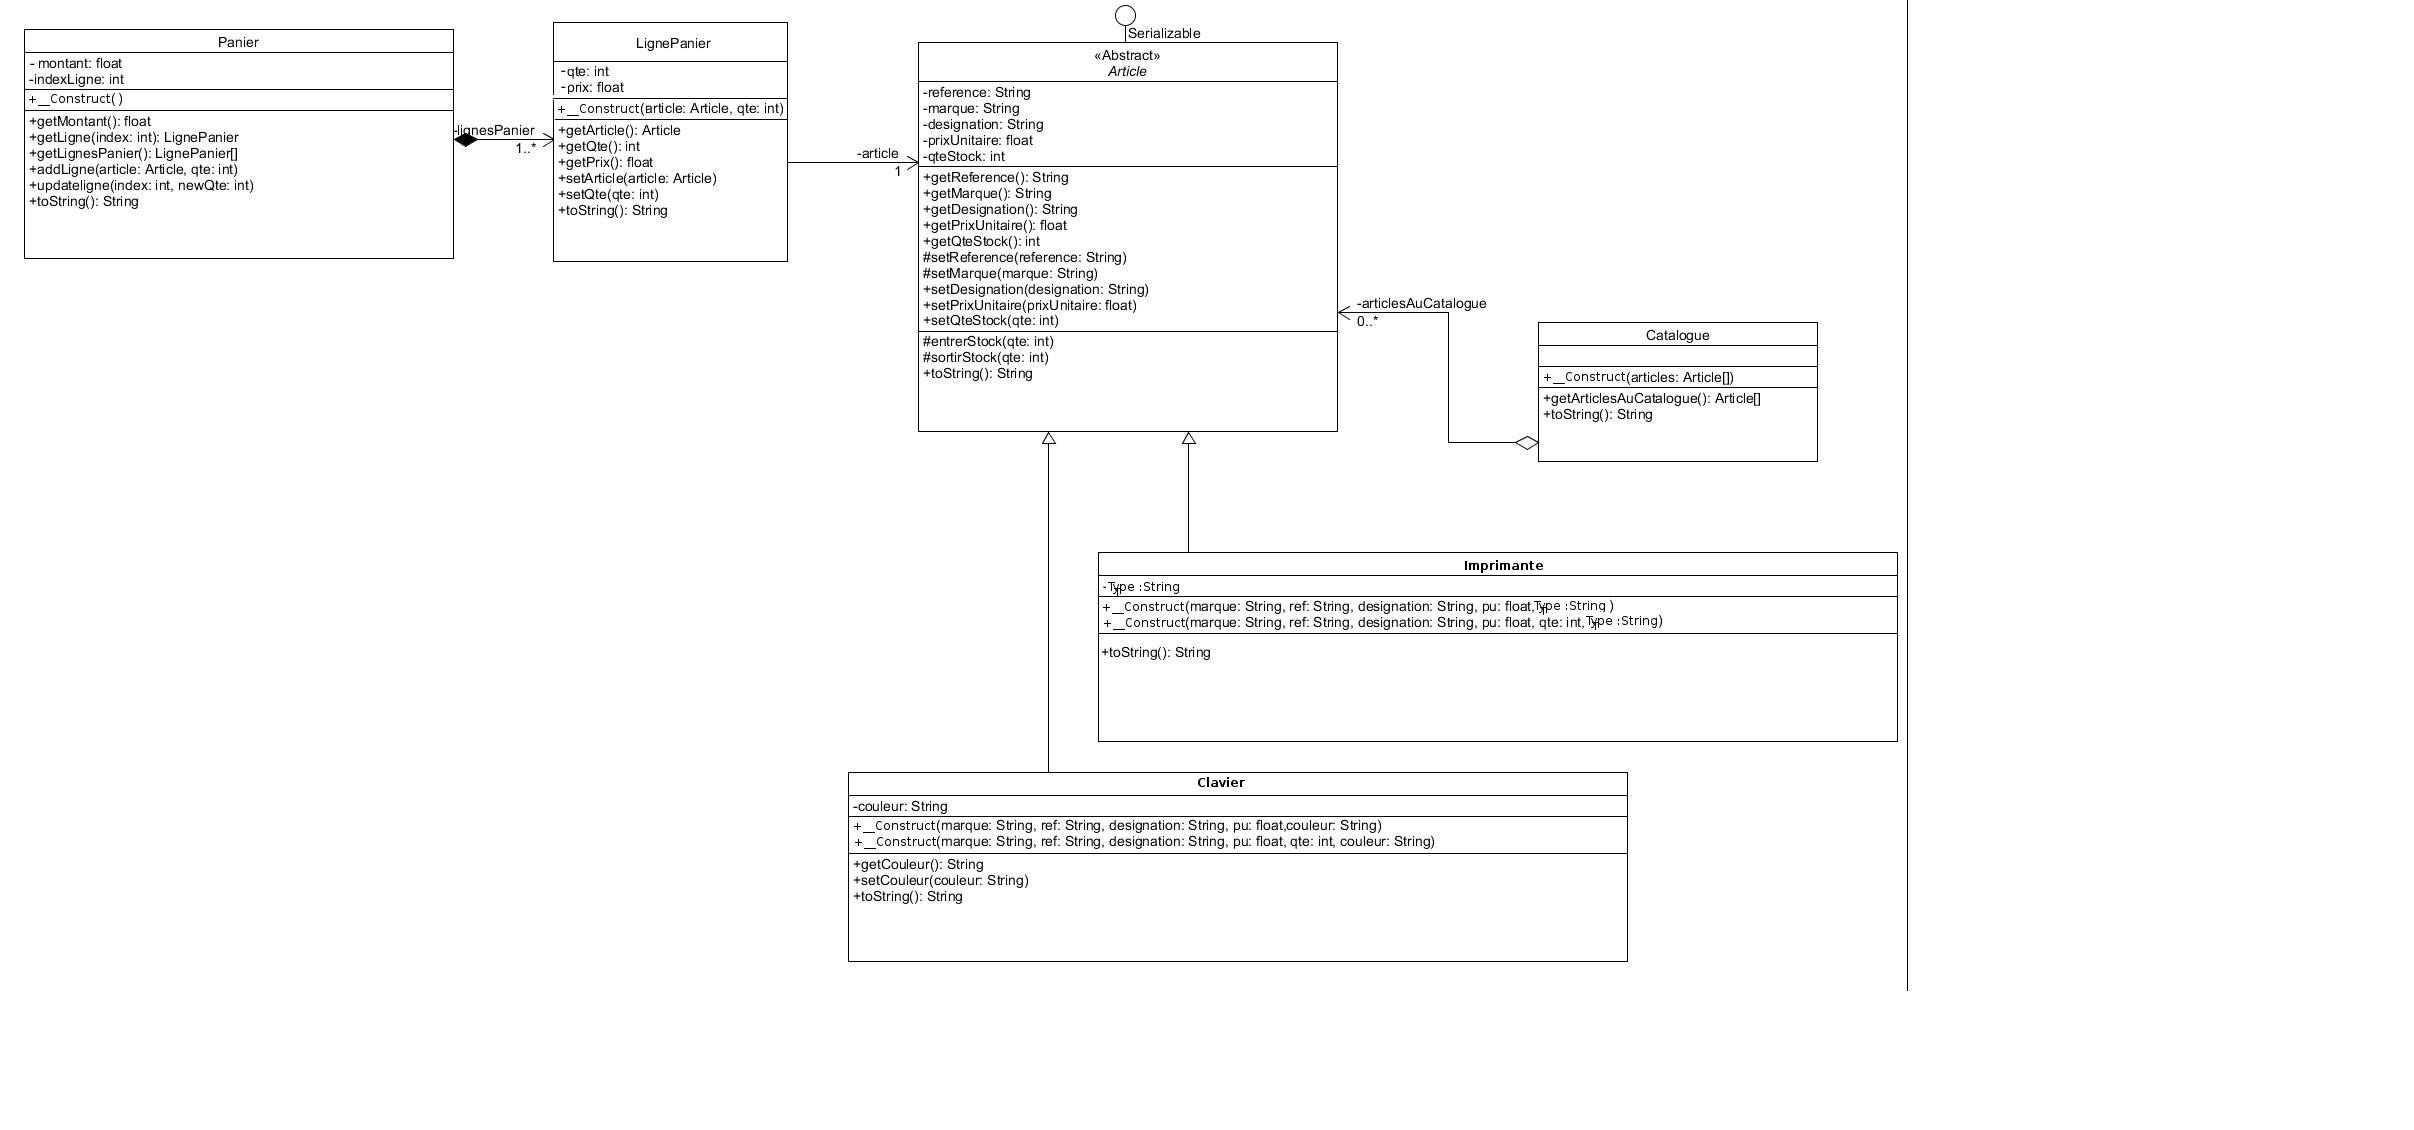 Panier
- montant: float
-indexLigne: int
+__Construct( )
+getMontant(): float
+getLigne(index: int): LignePanier
+getLignesPanier(): LignePanier[]
+addLigne(article: Article, qte: int)
+updateligne(index: int, newQte: int)
+toString(): String
-lignesPanier
1..*
LignePanier
-qte: int
-prix: float
+__Construct(article: Article, qte: int)
+getArticle(): Article
+getQte(): int
+getPrix(): float
+setArticle(article: Article)
+setQte(qte: int)
+toString(): String
-article
1
Serializable
«Abstract»
Article
-reference: String
-marque: String
-designation: String
-prixUnitaire: float
-qteStock: int
+getReference(): String
+getMarque(): String
+getDesignation(): String
+getPrixUnitaire(): float
+getQteStock(): int
#setReference(reference: String)
#setMarque(marque: String)
+setDesignation(designation: String)
+setPrixUnitaire(prixUnitaire: float)
+setQteStock(qte: int)
#entrerStock(qte: int)
#sortirStock(qte: int)
+toString(): String
-articlesAuCatalogue
0..*
Catalogue
+__Construct(articles: Article[])
+getArticlesAuCatalogue(): Article[]
+toString(): String
Imprimante
-Type :String
+__Construct(marque: String, ref: String, designation: String, pu: float,Type :String )
+__Construct(marque: String, ref: String, designation: String, pu: float, qte: int,Type :String)
+toString(): String
Clavier
-couleur: String
+__Construct(marque: String, ref: String, designation: String, pu: float,couleur: String)
+__Construct(marque: String, ref: String, designation: String, pu: float, qte: int, couleur: String)
+getCouleur(): String
+setCouleur(couleur: String)
+toString(): String